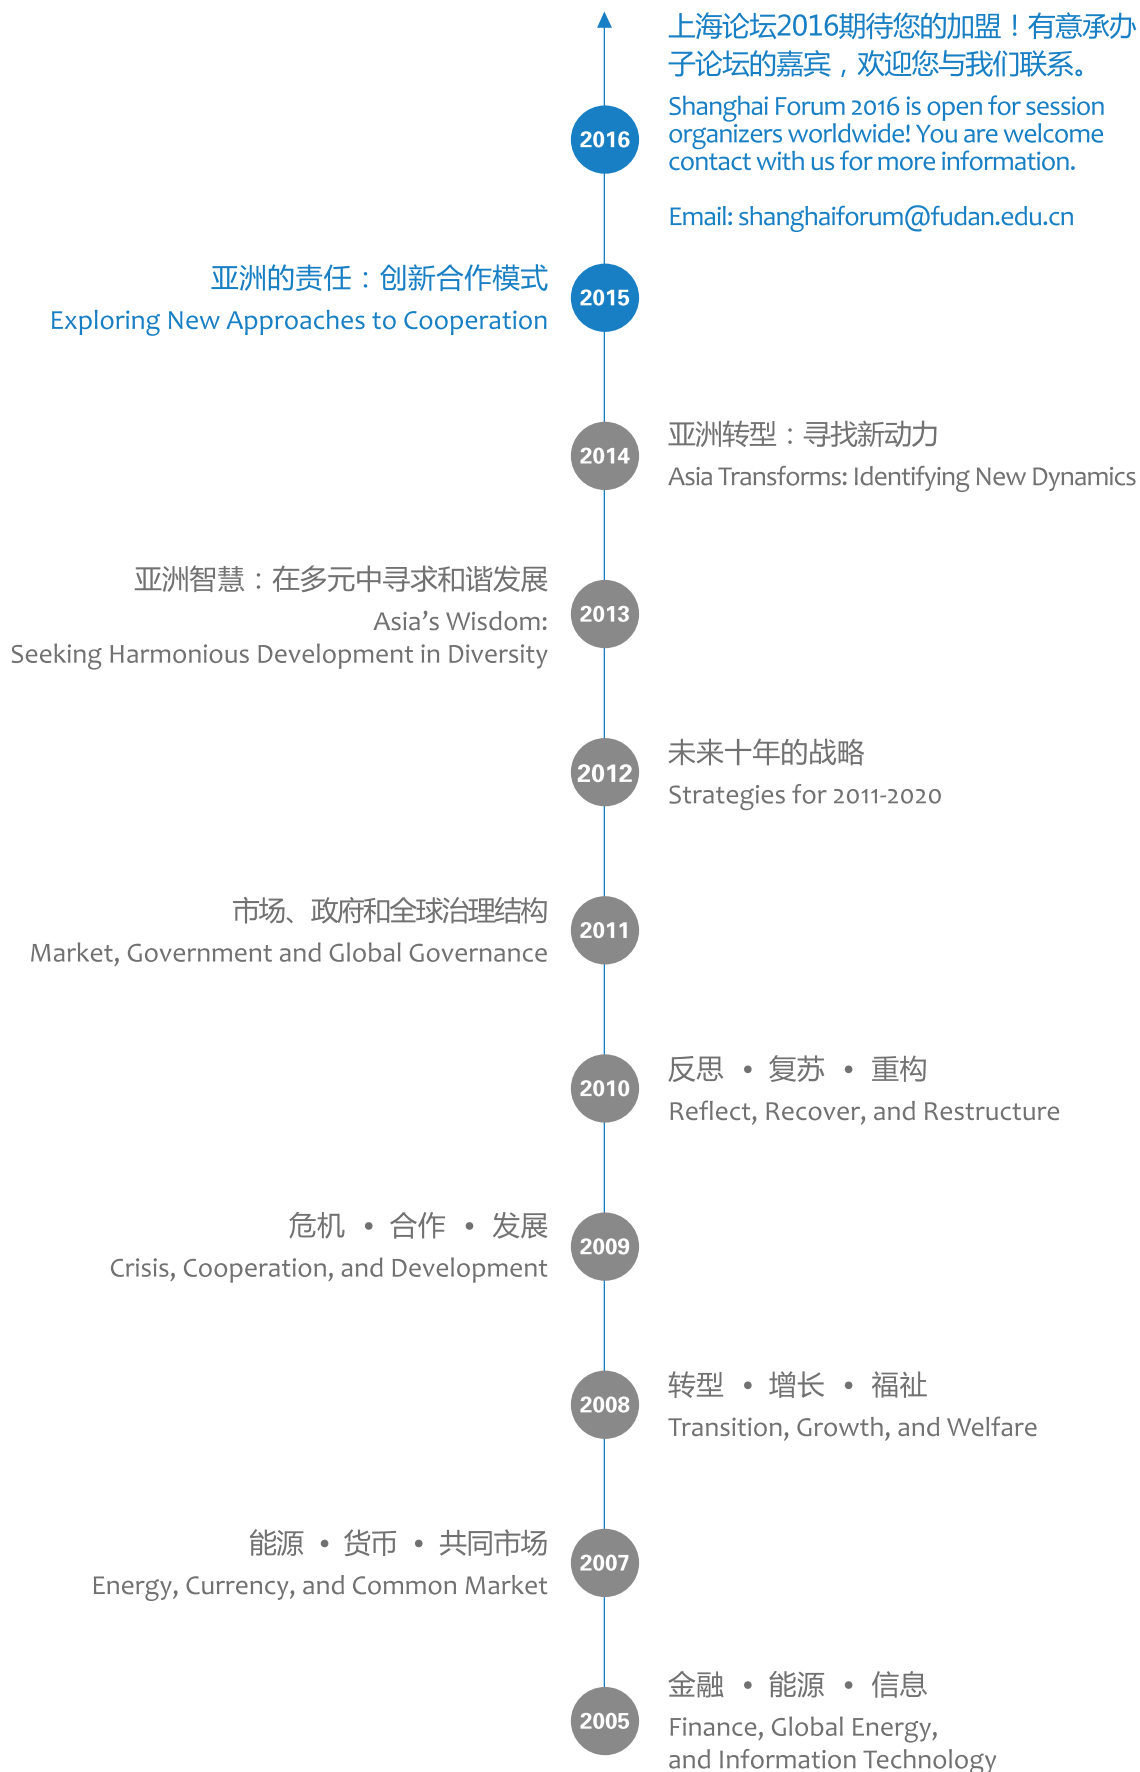 上海论坛2016期待您的加盟！有意承办
子论坛的嘉宾，欢迎您与我们联系。
Shanghai Forum 2016 is open for session
organizers worldwide! You are welcome
contact with us for more information.
Email: shanghaiforum@fudan.edu.cn
2016
亚洲的责任：创新合作模式
Exploring New Approaches to Cooperation
2015
亚洲转型：寻找新动力
Asia Transforms: Identifying New Dynamics
2014
亚洲智慧：在多元中寻求和谐发展
Asia’s Wisdom:
Seeking Harmonious Development in Diversity
2013
未来十年的战略
Strategies for 2011-2020
2012
市场、政府和全球治理结构
Market, Government and Global Governance
2011
反思 • 复苏 • 重构
Reflect, Recover, and Restructure
2010
危机 • 合作 • 发展
Crisis, Cooperation, and Development
2009
转型 • 增长 • 福祉
Transition, Growth, and Welfare
2008
能源 • 货币 • 共同市场
Energy, Currency, and Common Market
2007
金融 • 能源 • 信息
Finance, Global Energy,
and Information Technology
2005